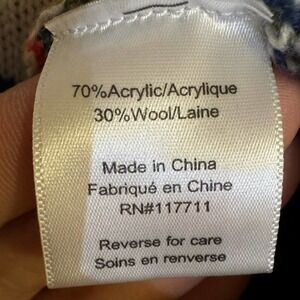 70%Acrylic/Acrylique
30%Wool/Laine
Made in China
Fabriqué en Chine
RN#117711
Reverse for care
Soins en renverse